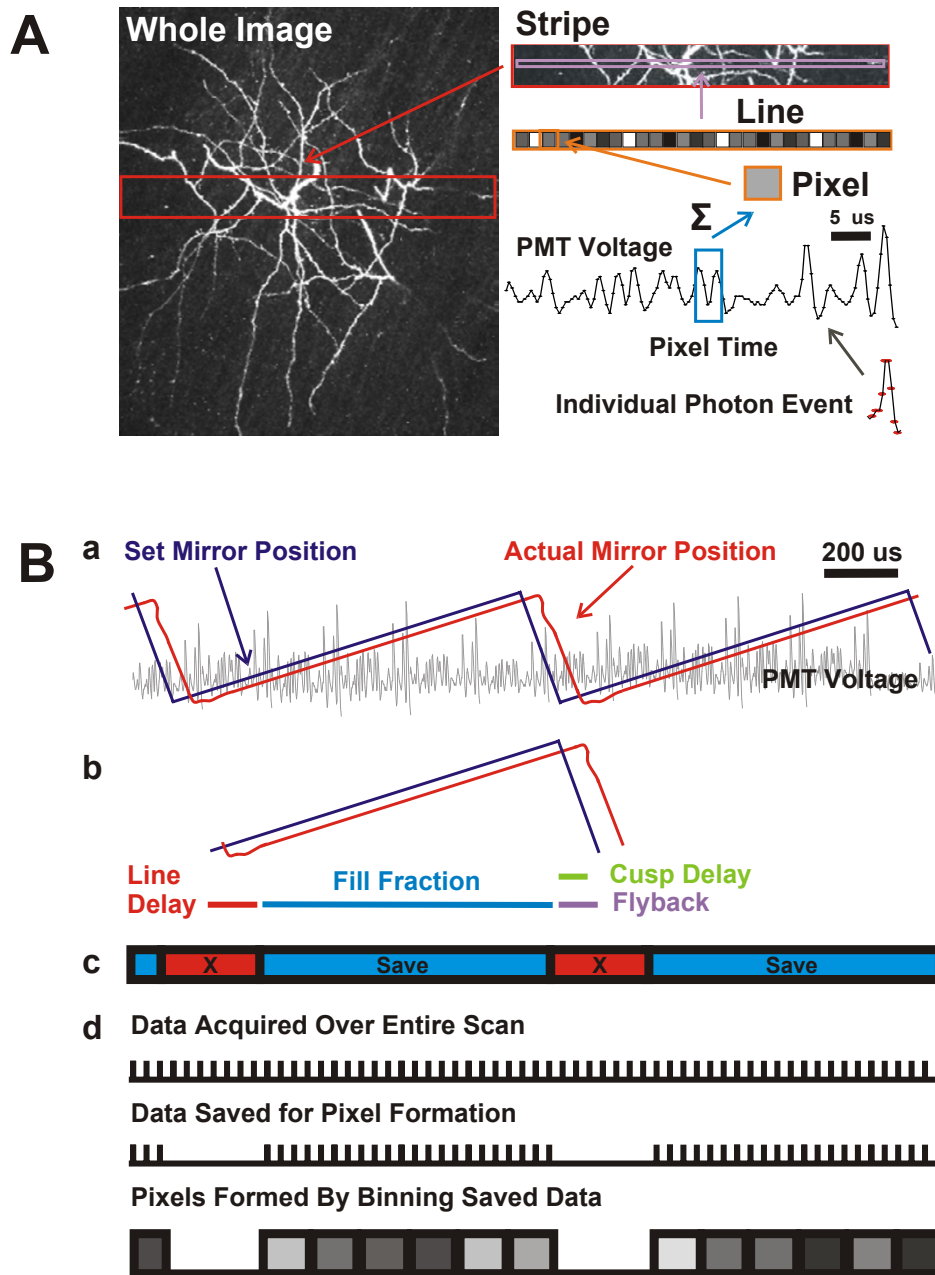 A
Whole Image
Stripe
Line
Pixel
Σ
5 us
PMT Voltage
Pixel Time
Individual Photon Event
B
a
Set Mirror Position
Actual Mirror Position
200 us
PMT Voltage
b
Line
Delay
Fill Fraction
Cusp Delay
Flyback
c
X
Save
X
Save
d
Data Acquired Over Entire Scan
Data Saved for Pixel Formation
Pixels Formed By Binning Saved Data